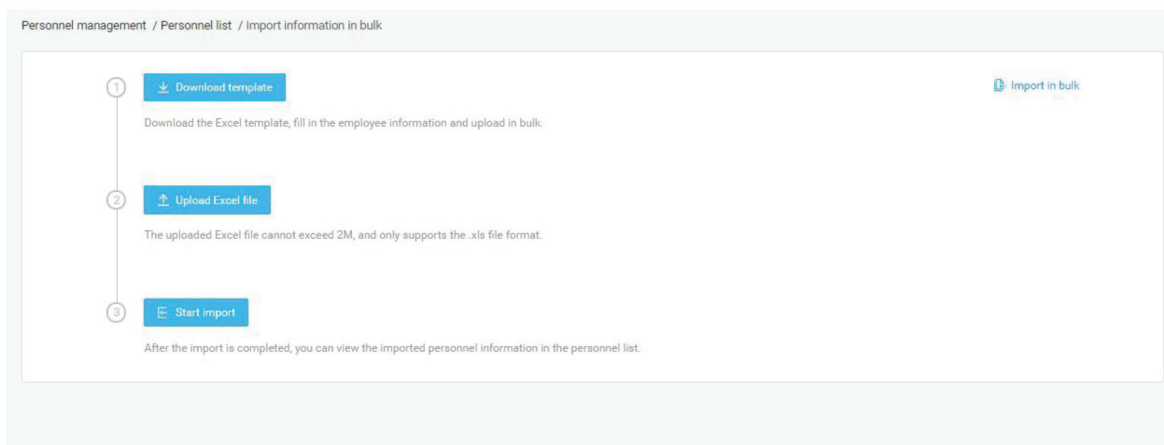 Personnel management / Personnel list / Import information in bulk
1 Download template
Import in bulk
Download the Excel template, fill in the employee information and upload in bulk.
2 Upload Excel file
The uploaded Excel file cannot exceed 2M, and only supports the .xls file format.
3 Start import
After the import is completed, you can view the imported personnel information in the personnel list.